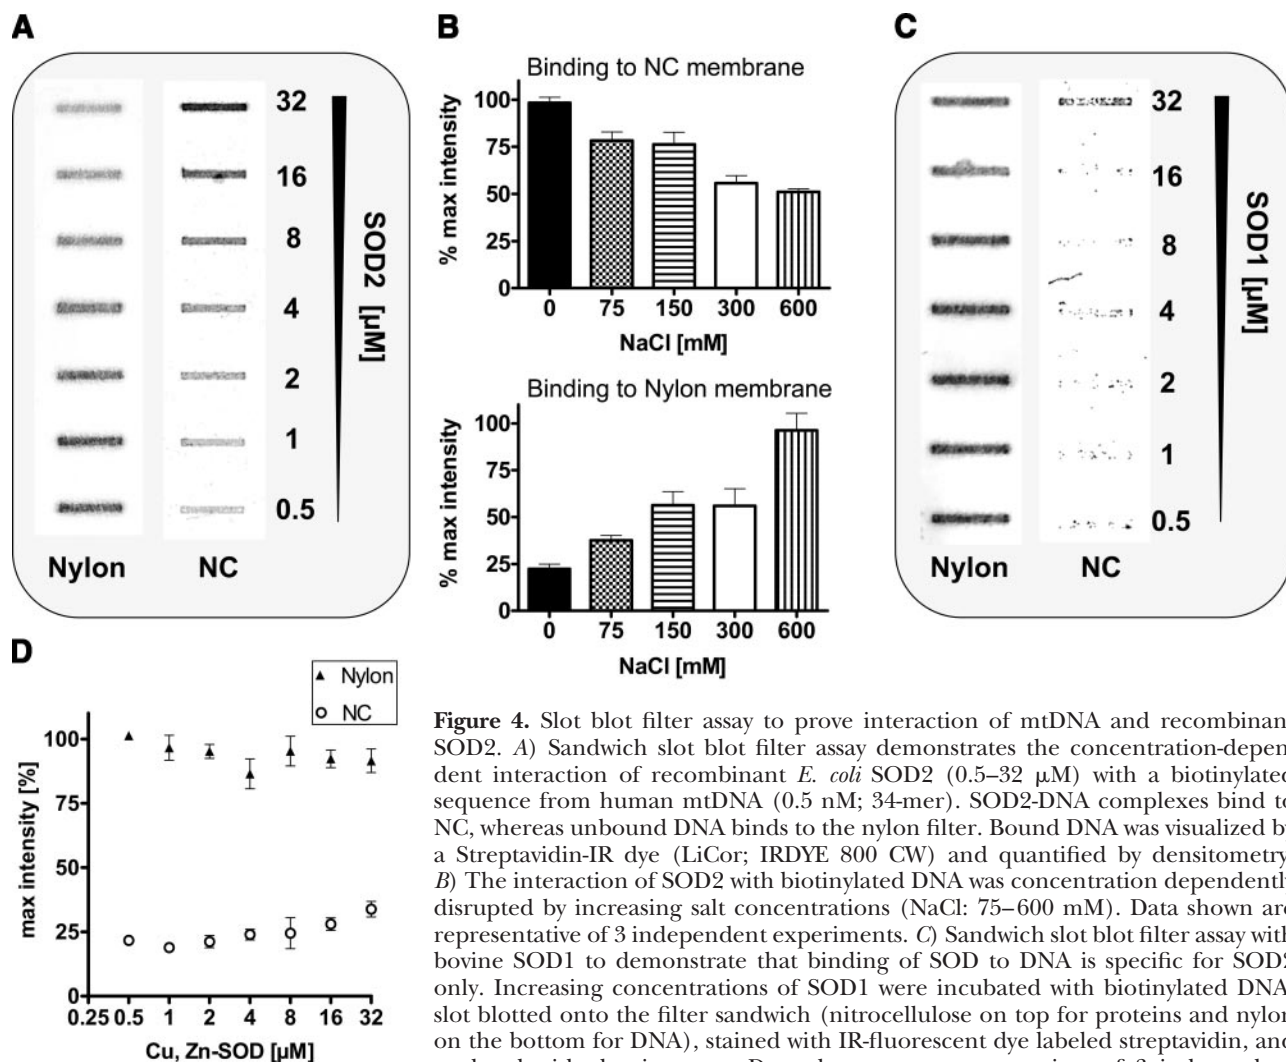 A
32
16
8
4
2
1
0.5
SOD2 [µM]
Nylon NC
B
Binding to NC membrane
% max intensity
100
75
50
25
0
0 75 150 300 600
NaCl [mM]
Binding to Nylon membrane
% max intensity
100
75
50
25
0
0 75 150 300 600
NaCl [mM]
C
32
16
8
4
2
1
0.5
SOD1 [µM]
Nylon NC
D
Nylon
NC
max intensity [%]
100
75
50
25
0
0.25 0.5 1 2 4 8 16 32
Cu, Zn-SOD [µM]
Figure 4. Slot blot filter assay to prove interaction of mtDNA and recombinan
SOD2. A) Sandwich slot blot filter assay demonstrates the concentration-depen
dent interaction of recombinant E. coli SOD2 (0.5–32 µM) with a biotinylated
sequence from human mtDNA (0.5 nM; 34-mer). SOD2-DNA complexes bind to
NC, whereas unbound DNA binds to the nylon filter. Bound DNA was visualized b
a Streptavidin-IR dye (LiCor; IRDYE 800 CW) and quantified by densitometry
B) The interaction of SOD2 with biotinylated DNA was concentration dependentl
disrupted by increasing salt concentrations (NaCl: 75–600 mM). Data shown are
representative of 3 independent experiments. C) Sandwich slot blot filter assay with
bovine SOD1 to demonstrate that binding of SOD to DNA is specific for SOD2
only. Increasing concentrations of SOD1 were incubated with biotinylated DNA
slot blotted onto the filter sandwich (nitrocellulose on top for proteins and nylon
on the bottom for DNA), stained with IR-fluorescent dye labeled streptavidin, and